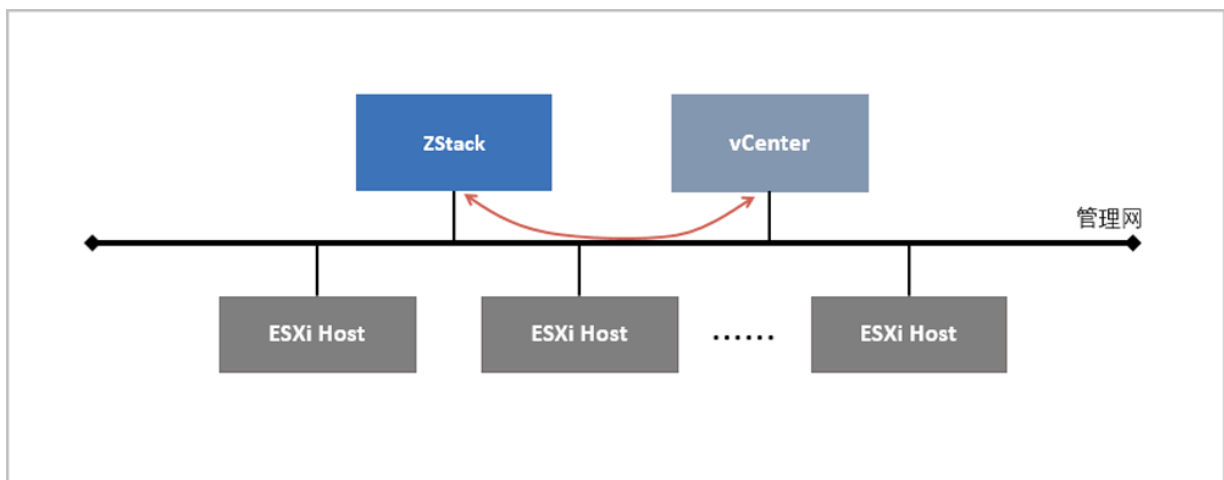 ZStack
vCenter
管理网
ESXi Host
ESXi Host
......
ESXi Host